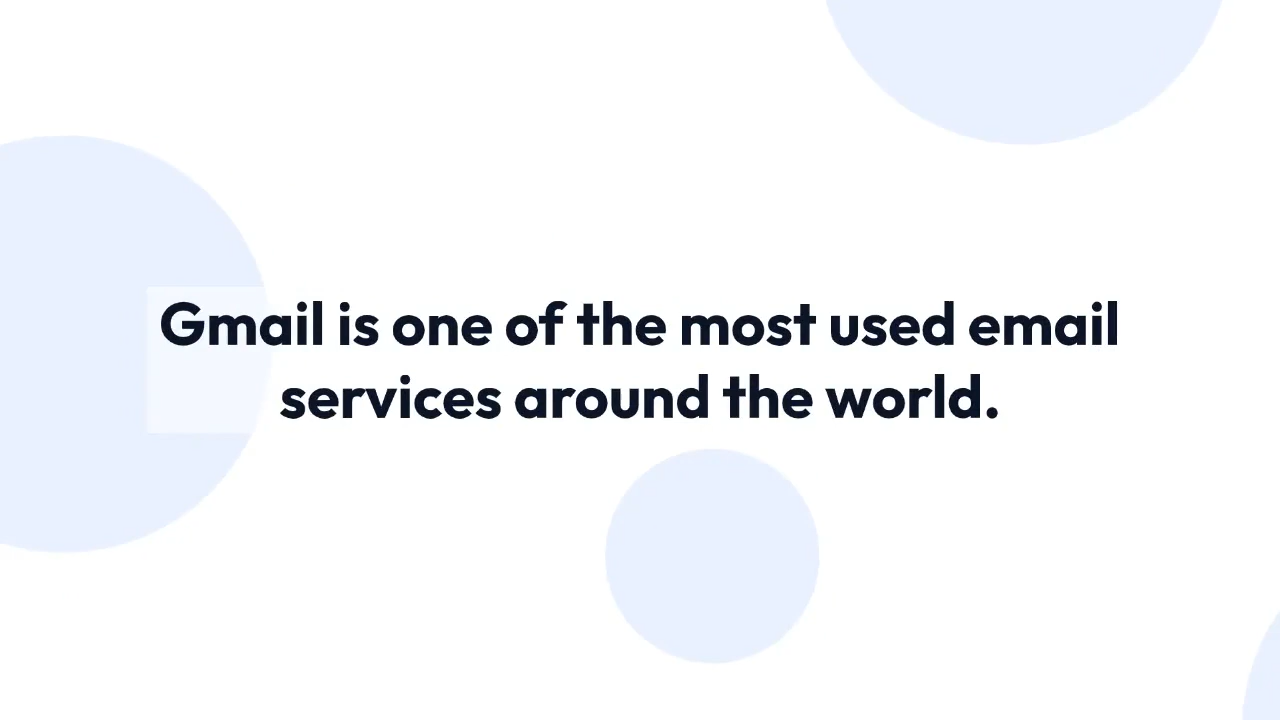 Gmail is one of the most used email
services around the world.